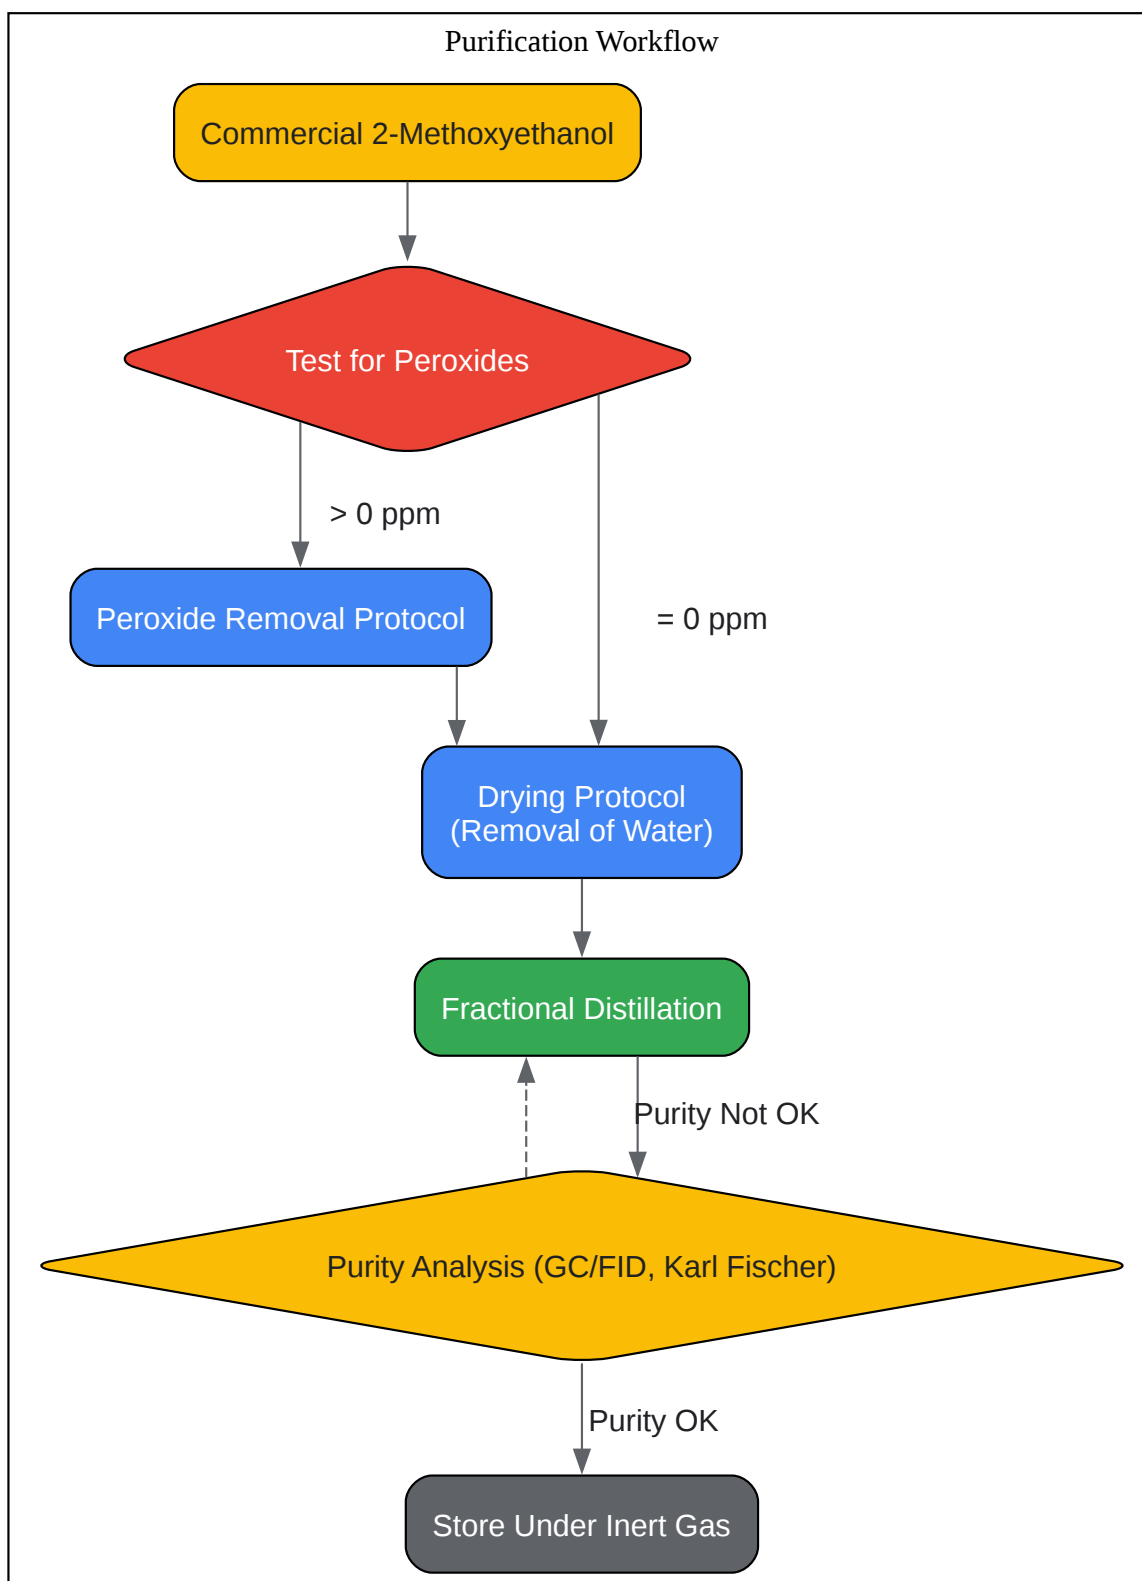 Purification Workflow
Commercial 2-Methoxyethanol
Test for Peroxides
> 0 ppm
Peroxide Removal Protocol
= 0 ppm
Drying Protocol
(Removal of Water)
Fractional Distillation
Purity Not OK
Purity Analysis (GC/FID, Karl Fischer)
Purity OK
Store Under Inert Gas